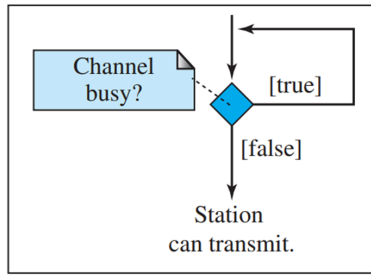 Channel
busy?
[true]
[false]
Station
can transmit.